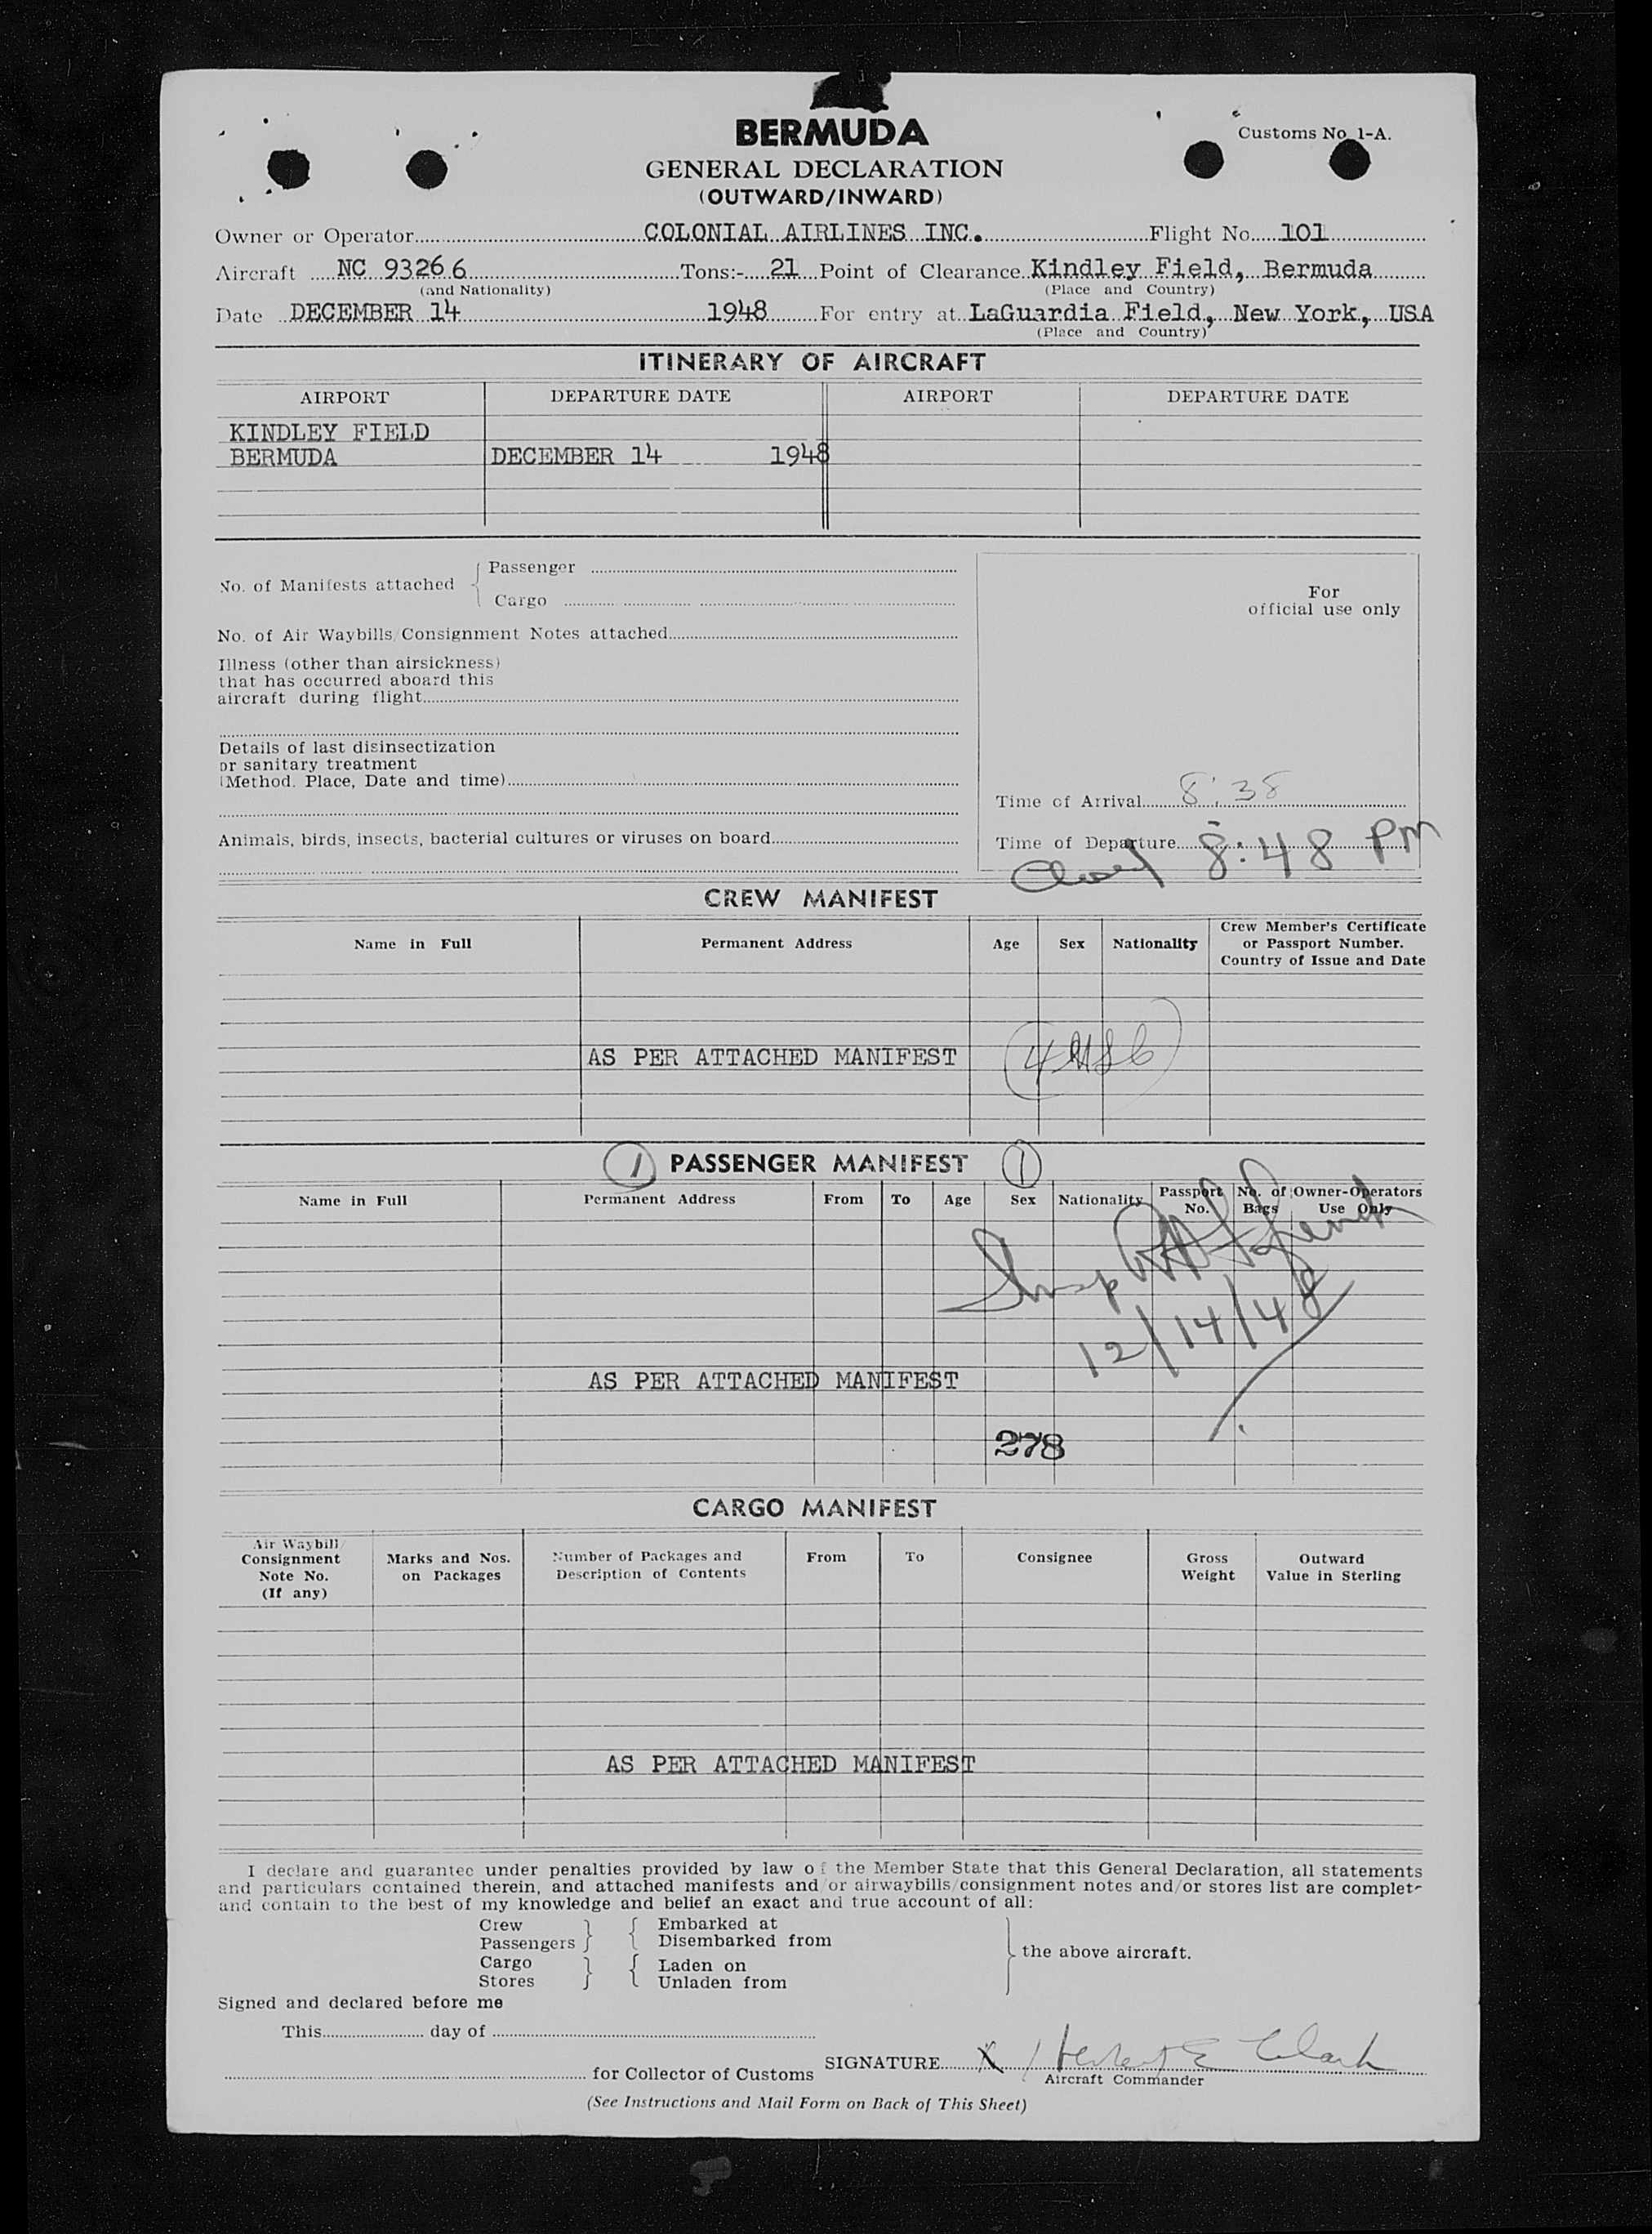 BERMUDA
Customs No. 1-A.
GENERAL DECLARATION
(OUTWARD/INWARD)
Owner or Operator COLONIAL AIRLINES INC. Flight No. 101
Aircraft NC 93266 Tons:- 21 Point of Clearance Kindley Field, Bermuda
(and Nationality) (Place and Country)
Date DECEMBER 14 1948 For entry at LaGuardia Field, New York, USA
(Place and Country)
ITINERARY OF AIRCRAFT
AIRPORT DEPARTURE DATE AIRPORT DEPARTURE DATE
KINDLEY FIELD
BERMUDA DECEMBER 14 1948
No. of Manifests attached { Passenger
Cargo
For
official use only
No. of Air Waybills/Consignment Notes attached
Illness (other than airsickness)
that has occurred aboard this
aircraft during flight
Details of last disinsectization
or sanitary treatment
(Method. Place, Date and time)
Time of Arrival 8:38
Animals, birds, insects, bacterial cultures or viruses on board
Time of Departure
Closed 8:48 PM
CREW MANIFEST
Name in Full Permanent Address Age Sex Nationality Crew Member's Certificate
or Passport Number.
Country of Issue and Date
AS PER ATTACHED MANIFEST 4 USC
1 PASSENGER MANIFEST 1
Name in Full Permanent Address From To Age Sex Nationality Passport No. No. of Bags Owner-Operators Use Only
Insp
12/14/48
AS PER ATTACHED MANIFEST
278
CARGO MANIFEST
Air Waybill/
Consignment
Note No.
(If any)
Marks and Nos.
on Packages
Number of Packages and
Description of Contents
From To Consignee
Gross
Weight
Outward
Value in Sterling
AS PER ATTACHED MANIFEST
I declare and guarantee under penalties provided by law of the Member State that this General Declaration, all statements
and particulars contained therein, and attached manifests and/or airwaybills/consignment notes and/or stores list are complete
and contain to the best of my knowledge and belief an exact and true account of all:
Crew } { Embarked at
Passengers } { Disembarked from
the above aircraft.
Cargo } { Laden on
Stores } { Unladen from
Signed and declared before me
This day of
SIGNATURE X Herbert E Clark
for Collector of Customs
Aircraft Commander
(See Instructions and Mail Form on Back of This Sheet)